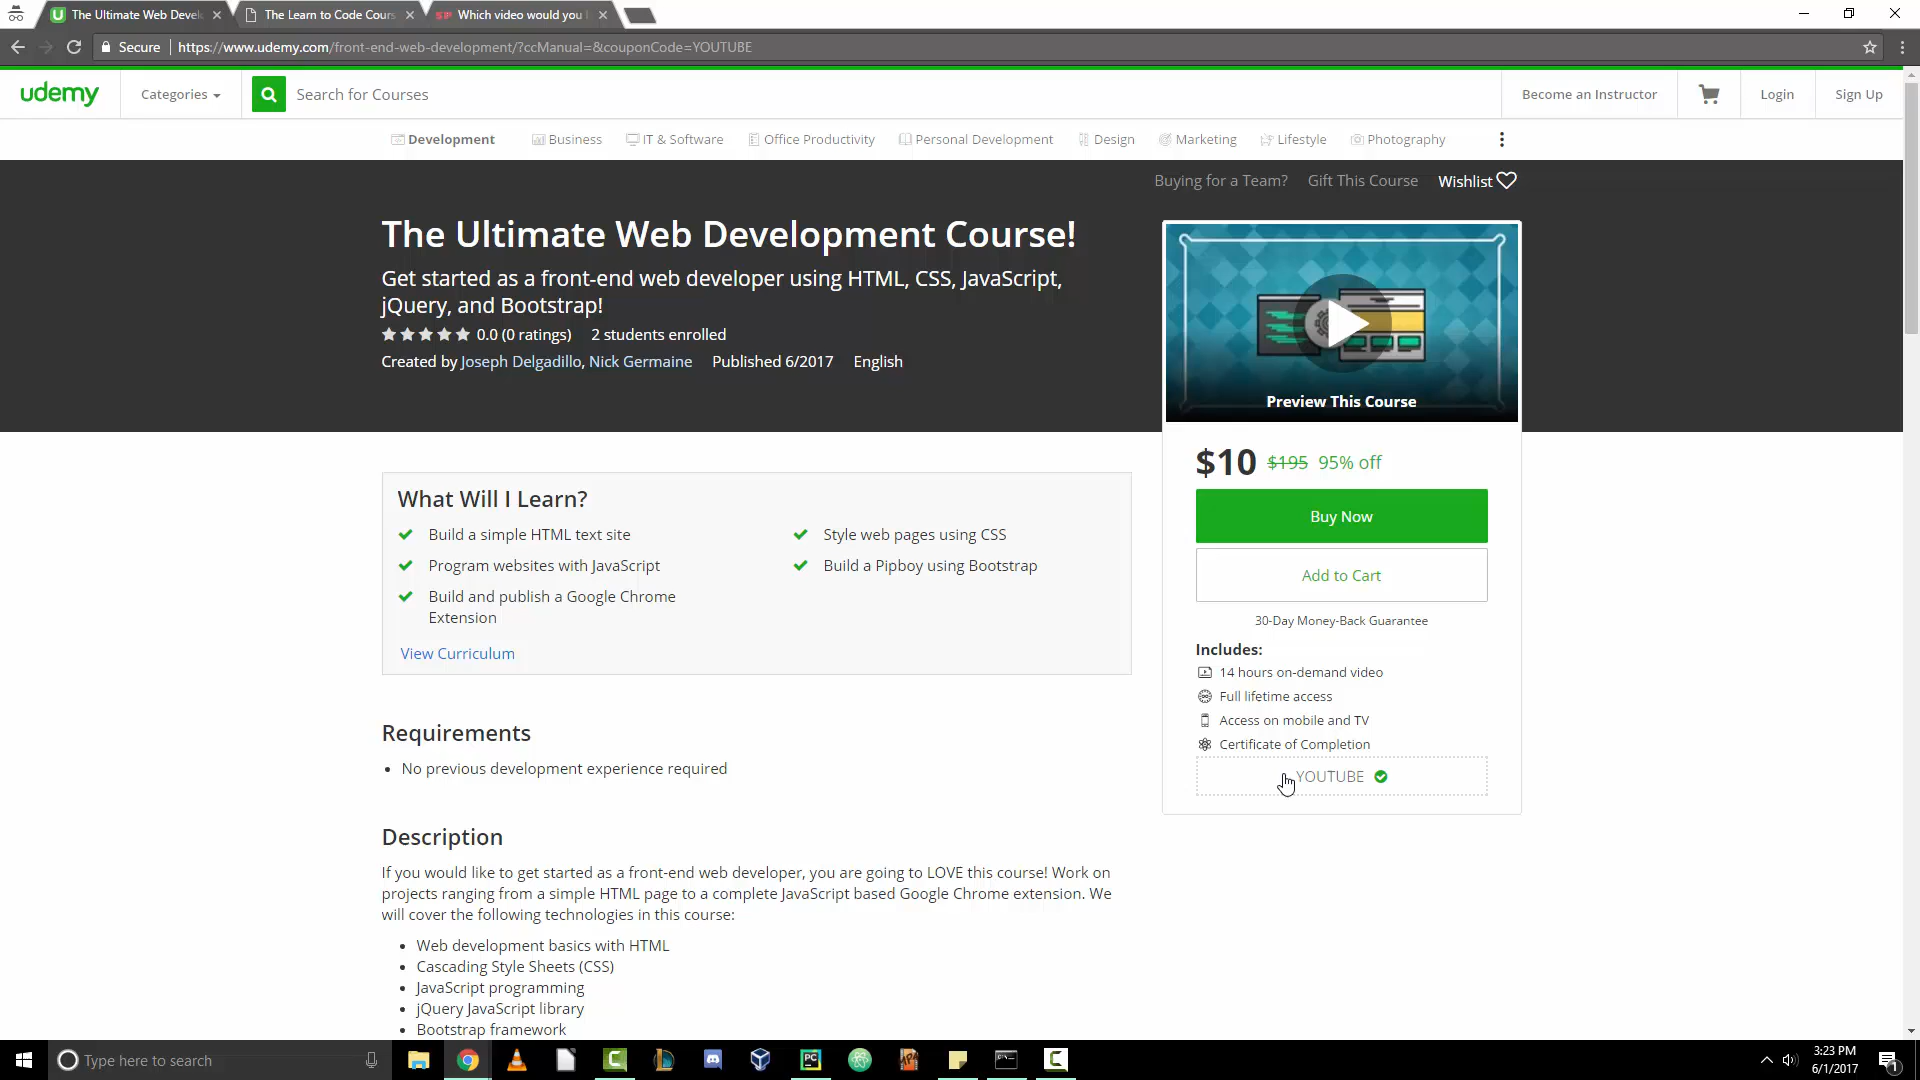 The Ultimate Web Devel
The Learn to Code Cours
Which video would you l
Secure
https://www.udemy.com/front-end-web-development/?ccManual=&couponCode=YOUTUBE
udemy
Categories
Search for Courses
Become an Instructor
Login
Sign Up
Development
Business
IT & Software
Office Productivity
Personal Development
Design
Marketing
Lifestyle
Photography
Buying for a Team?
Gift This Course
Wishlist
The Ultimate Web Development Course!
Get started as a front-end web developer using HTML, CSS, JavaScript,
jQuery, and Bootstrap!
0.0 (0 ratings)
2 students enrolled
Created by Joseph Delgadillo, Nick Germaine
Published 6/2017
English
Preview This Course
$10 $195 95% off
Buy Now
Add to Cart
30-Day Money-Back Guarantee
Includes:
14 hours on-demand video
Full lifetime access
Access on mobile and TV
Certificate of Completion
YOUTUBE
What Will I Learn?
Build a simple HTML text site
Style web pages using CSS
Program websites with JavaScript
Build a Pipboy using Bootstrap
Build and publish a Google Chrome
Extension
View Curriculum
Requirements
• No previous development experience required
Description
If you would like to get started as a front-end web developer, you are going to LOVE this course! Work on
projects ranging from a simple HTML page to a complete JavaScript based Google Chrome extension. We
will cover the following technologies in this course:
• Web development basics with HTML
• Cascading Style Sheets (CSS)
• JavaScript programming
• jQuery JavaScript library
• Bootstrap framework
Type here to search
3:23 PM
6/1/2017